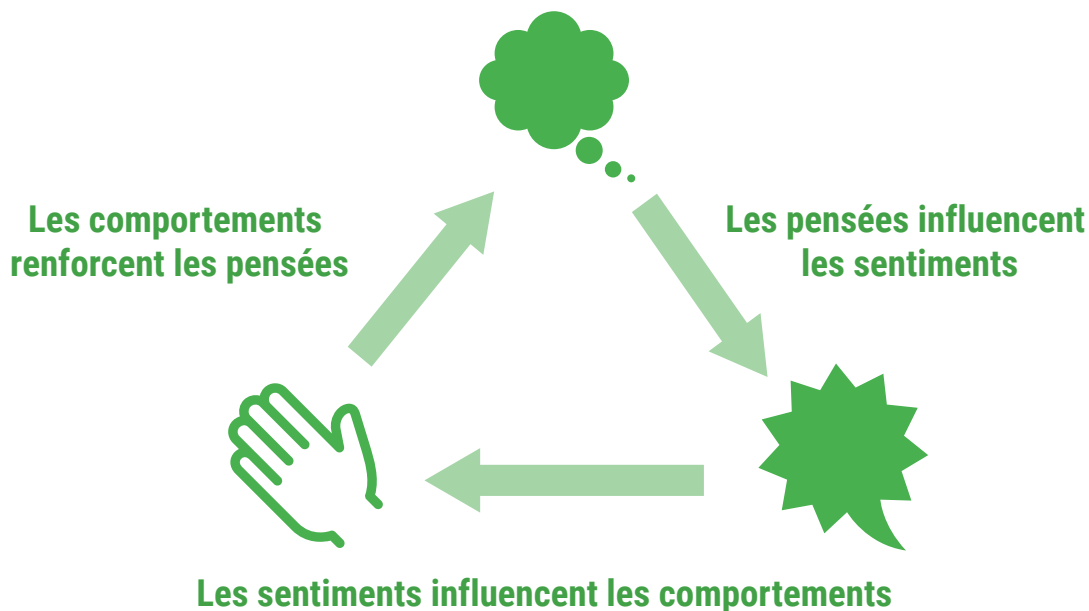 Les comportements
renforcent les pensées
Les pensées influencent
les sentiments
Les sentiments influencent les comportements